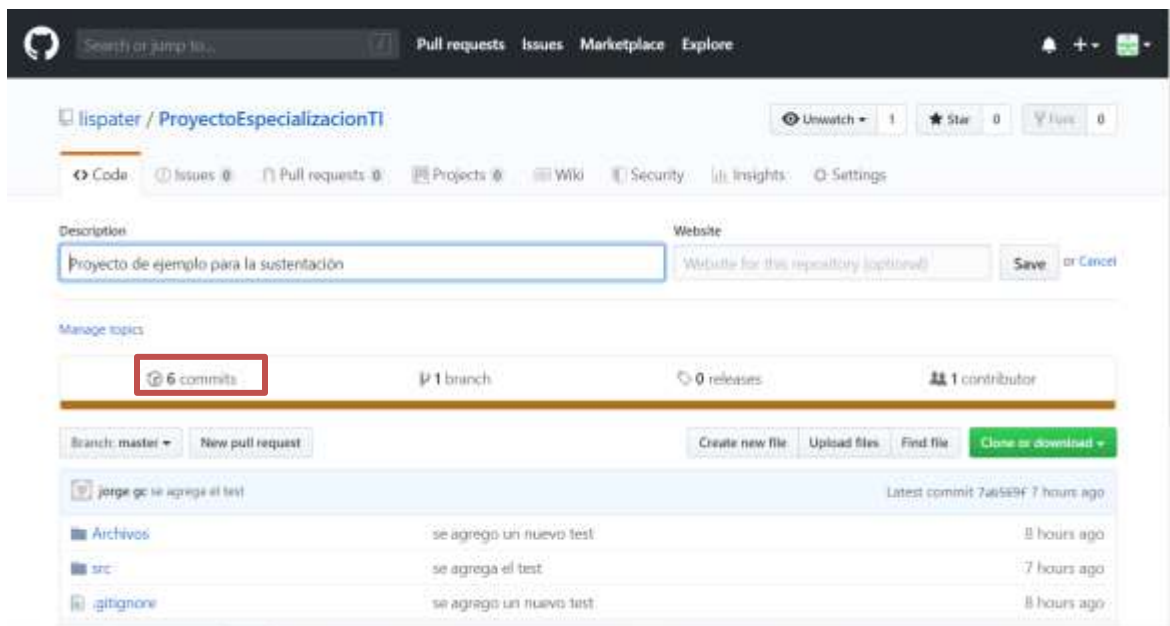 Search or jump to... /
Pull requests Issues Marketplace Explore
lispater / ProyectoEspecializacionTI
Unwatch 1 Star 0 Fork 0
Code Issues 0 Pull requests 0 Projects 0 Wiki Security Insights Settings
Description Website
Proyecto de ejemplo para la sustentación Website for this repository (optional) Save or Cancel
Manage topics
6 commits 1 branch 0 releases 1 contributor
Branch: master New pull request Create new file Upload files Find file Clone or download
jorge gc se agrega el test Latest commit 7 hours ago
Archivos se agrego un nuevo test 8 hours ago
src se agrega el test 7 hours ago
.gitignore se agrego un nuevo test 8 hours ago